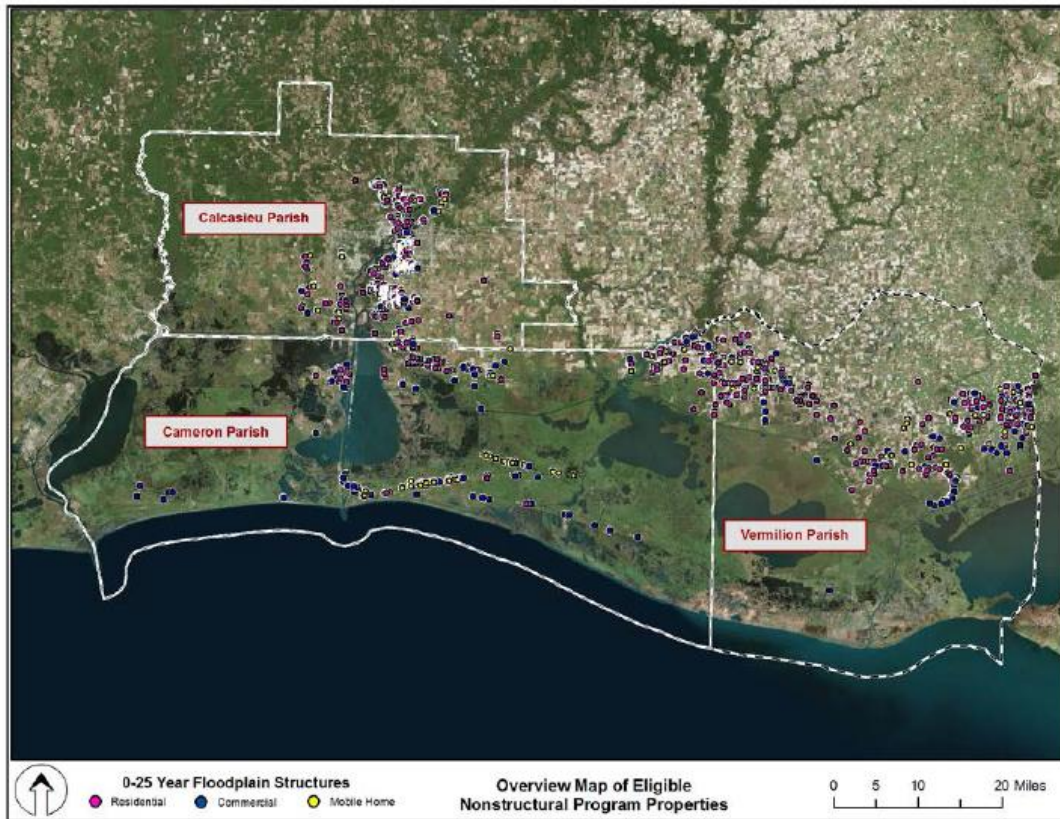 Calcasieu Parish
Cameron Parish
Vermilion Parish
0-25 Year Floodplain Structures
Residential Commercial Mobile Home
Overview Map of Eligible
Nonstructural Program Properties
0 5 10 20 Miles